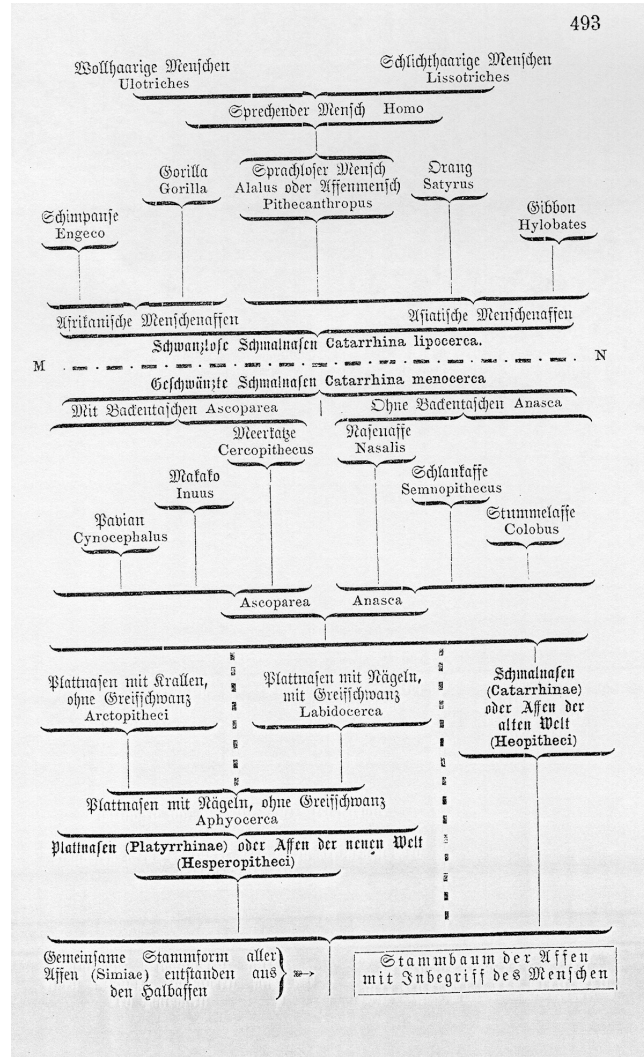 493
Wollhaarige Menschen
Ulotriches
Schlichthaarige Menschen
Lissotriches
Sprechender Mensch Homo
Gorilla
Gorilla
Sprachloser Mensch
Alalus oder Affenmensch
Pithecanthropus
Orang
Satyrus
Schimpanse
Engeco
Gibbon
Hylobates
Afrikanische Menschenaffen
Asiatische Menschenaffen
Schwanzlose Schmalnasen Catarrhina lipocerca.
M
N
Geschwänzte Schmalnasen Catarrhina menocerca
Mit Backentaschen Ascoparea
Ohne Backentaschen Anasca
Meerkatze
Cercopithecus
Nasenaffe
Nasalis
Makako
Inuus
Schlankaffe
Semnopithecus
Pavian
Cynocephalus
Stummelaffe
Colobus
Ascoparea
Anasca
Plattnasen mit Krallen,
ohne Greifschwanz
Arctopitheci
Plattnasen mit Nägeln,
mit Greifschwanz
Labidocerca
Schmalnasen
(Catarrhinae)
oder Affen der
alten Welt
(Heopitheci)
Plattnasen mit Nägeln, ohne Greifschwanz
Aphyocerca
Plattnasen (Platyrrhinae) oder Affen der neuen Welt
(Hesperopitheci)
Gemeinsame Stammform aller
Affen (Simiae) entstanden aus
den Halbaffen
Stammbaum der Affen
mit Inbegriff des Menschen